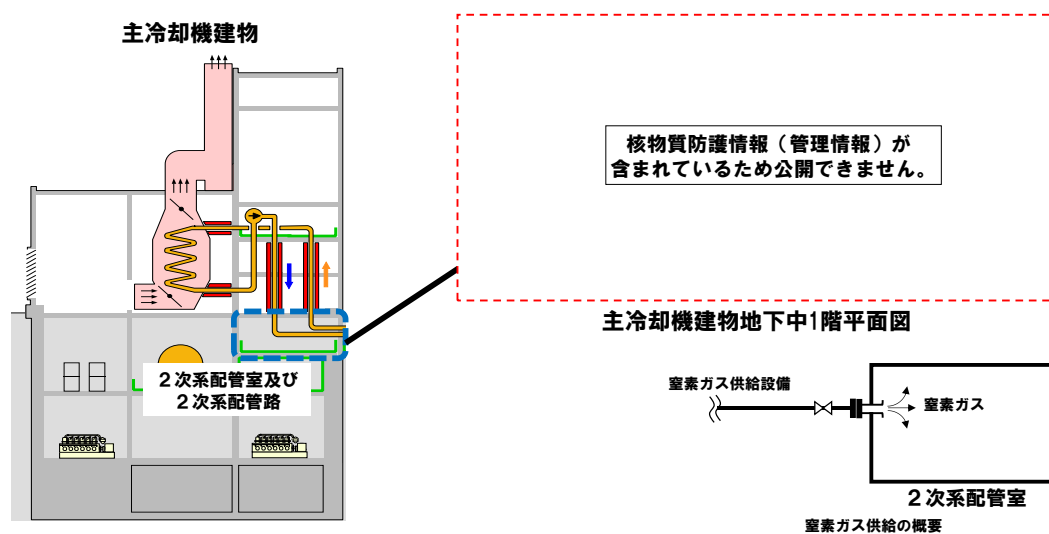 主冷却機建物
核物質防護情報（管理情報）が
含まれているため公開できません。
主冷却機建物地下中1階平面図
２次系配管室及び
２次系配管路
窒素ガス供給設備
窒素ガス
２次系配管室
窒素ガス供給の概要